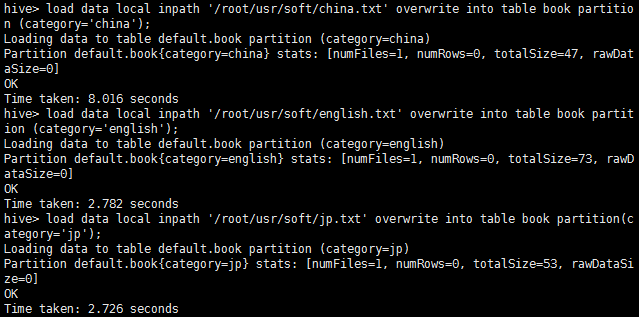 hive> load data local inpath '/root/usr/soft/china.txt' overwrite into table book partitio
n (category='china');
Loading data to table default.book partition (category=china)
Partition default.book{category=china} stats: [numFiles=1, numRows=0, totalSize=47, rawDat
aSize=0]
OK
Time taken: 8.016 seconds
hive> load data local inpath '/root/usr/soft/english.txt' overwrite into table book partit
ion (category='english');
Loading data to table default.book partition (category=english)
Partition default.book{category=english} stats: [numFiles=1, numRows=0, totalSize=73, rawD
ataSize=0]
OK
Time taken: 2.782 seconds
hive> load data local inpath '/root/usr/soft/jp.txt' overwrite into table book partition(c
ategory='jp');
Loading data to table default.book partition (category=jp)
Partition default.book{category=jp} stats: [numFiles=1, numRows=0, totalSize=53, rawDataSi
ze=0]
OK
Time taken: 2.726 seconds